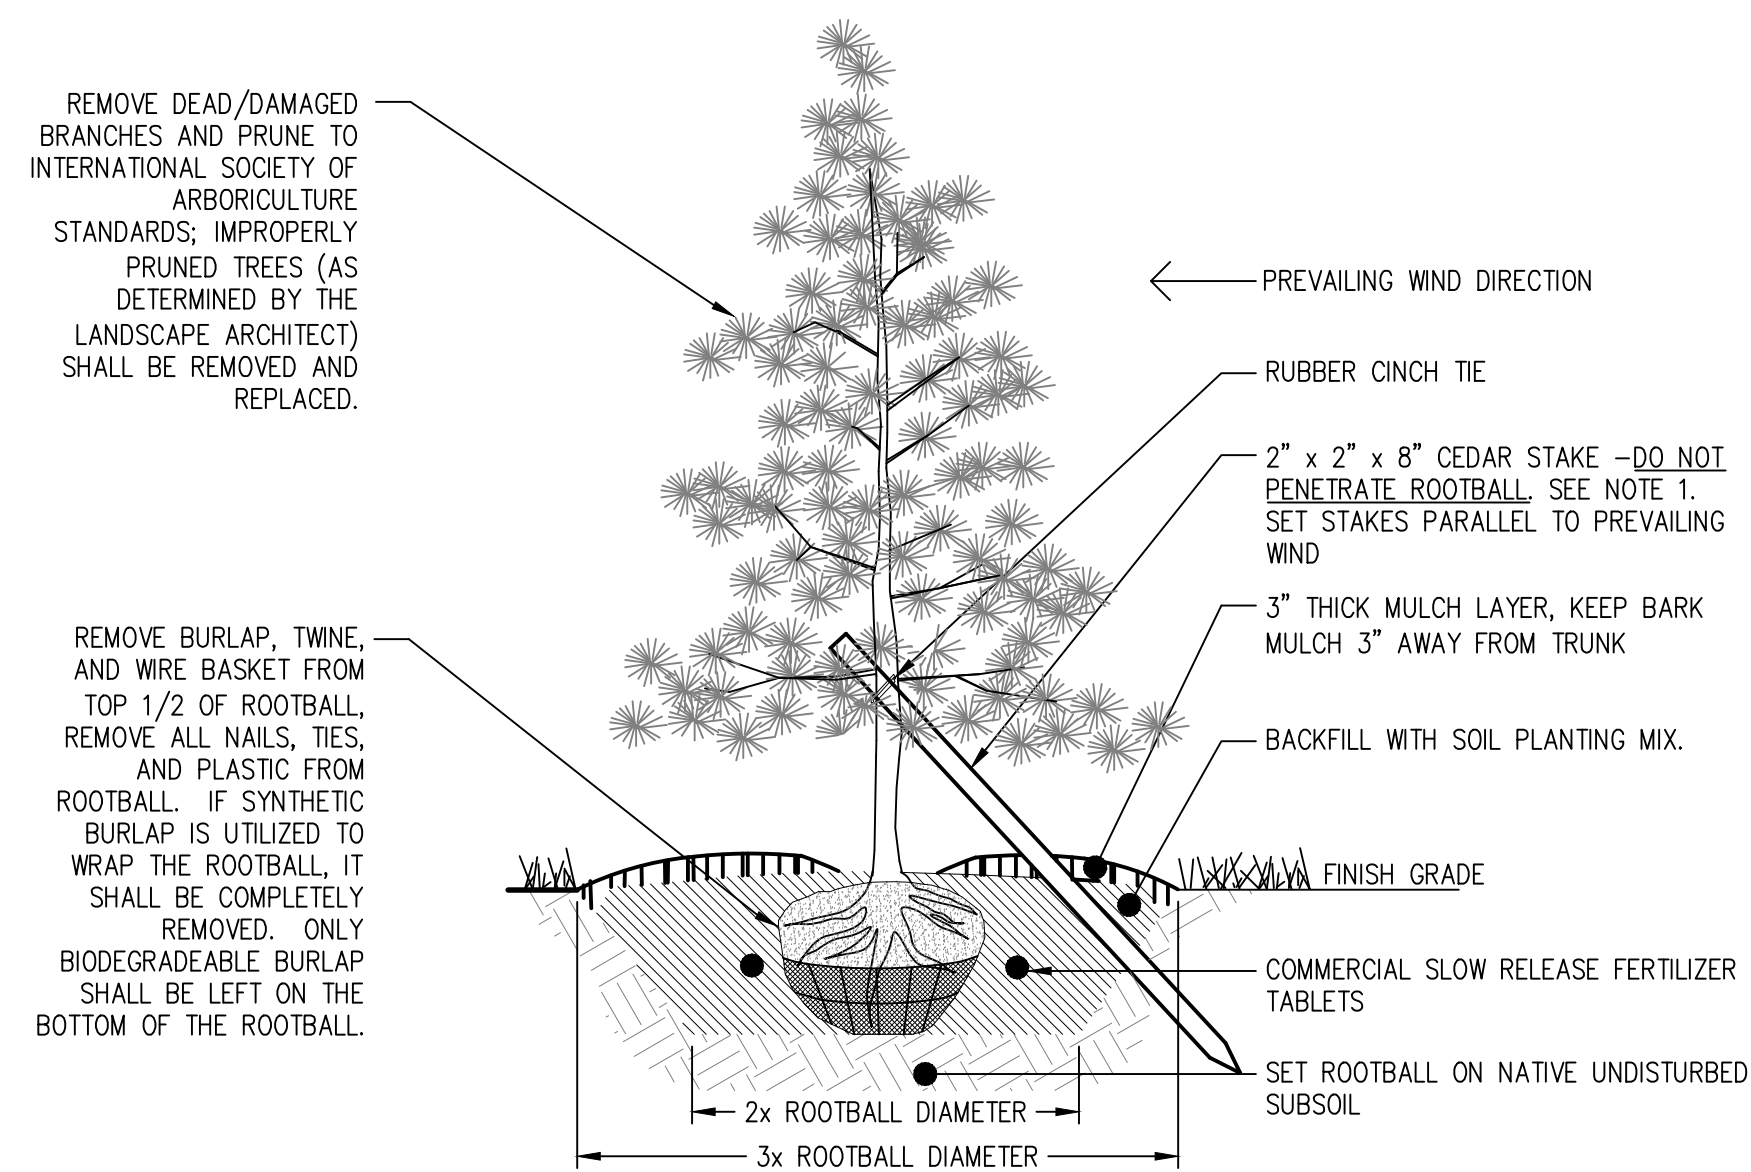 REMOVE DEAD/DAMAGED
BRANCHES AND PRUNE TO
INTERNATIONAL SOCIETY OF
ARBORICULTURE
STANDARDS; IMPROPERLY
PRUNED TREES (AS
DETERMINED BY THE
LANDSCAPE ARCHITECT)
SHALL BE REMOVED AND
REPLACED.
REMOVE BURLAP, TWINE,
AND WIRE BASKET FROM
TOP 1/2 OF ROOTBALL,
REMOVE ALL NAILS, TIES,
AND PLASTIC FROM
ROOTBALL. IF SYNTHETIC
BURLAP IS UTILIZED TO
WRAP THE ROOTBALL, IT
SHALL BE COMPLETELY
REMOVED. ONLY
BIODEGRADEABLE BURLAP
SHALL BE LEFT ON THE
BOTTOM OF THE ROOTBALL.
PREVAILING WIND DIRECTION
RUBBER CINCH TIE
2” x 2” x 8” CEDAR STAKE –DO NOT
PENETRATE ROOTBALL. SEE NOTE 1.
SET STAKES PARALLEL TO PREVAILING
WIND
3” THICK MULCH LAYER, KEEP BARK
MULCH 3” AWAY FROM TRUNK
BACKFILL WITH SOIL PLANTING MIX.
FINISH GRADE
COMMERCIAL SLOW RELEASE FERTILIZER
TABLETS
SET ROOTBALL ON NATIVE UNDISTURBED
SUBSOIL
2x ROOTBALL DIAMETER
3x ROOTBALL DIAMETER